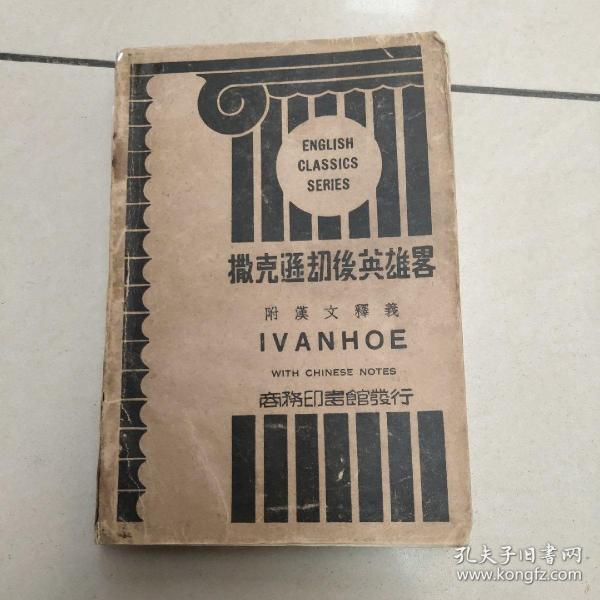 ENGLISH
CLASSICS
SERIES
撒克遜劫後英雄畧
附漢文釋義
IVANHOE
WITH CHINESE NOTES
商務印書館發行
孔夫子旧书网
www.kongfz.com